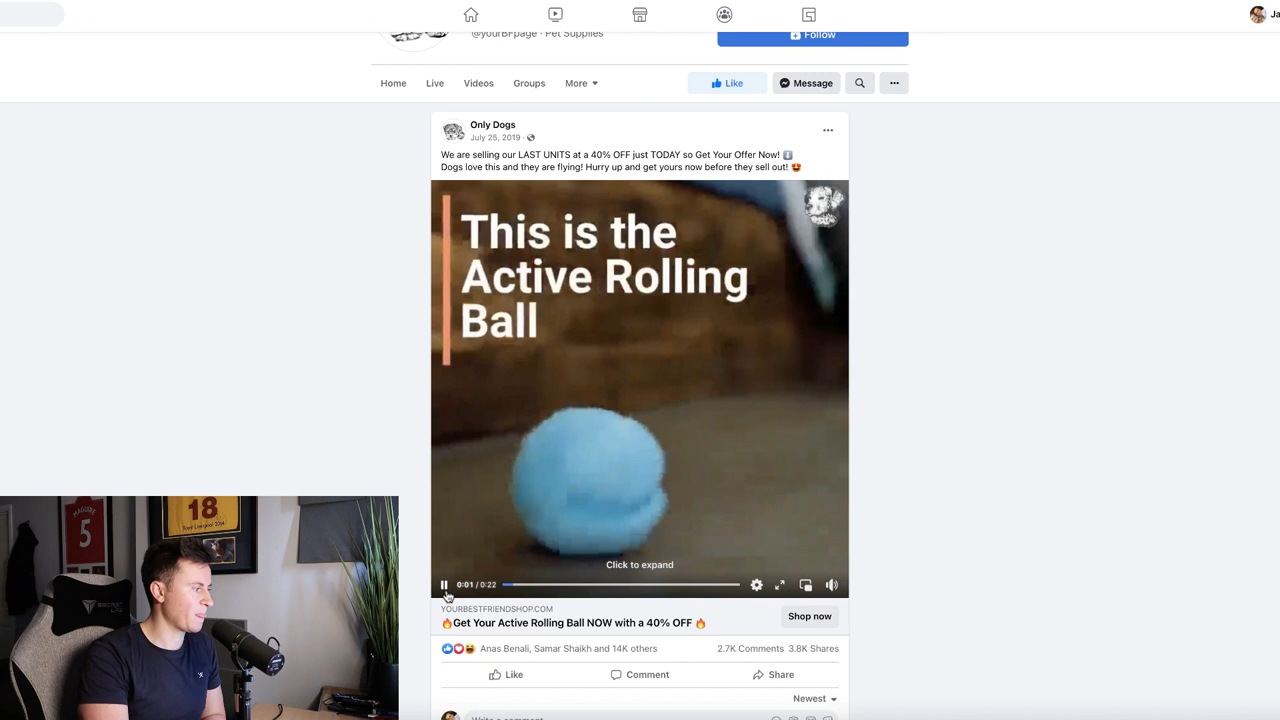 Ja
@yourBFpage · Pet Supplies
Follow
Home
Live
Videos
Groups
More
Like
Message
Only Dogs
July 25, 2019 ·
We are selling our LAST UNITS at a 40% OFF just TODAY so Get Your Offer Now! ⬇️
Dogs love this and they are flying! Hurry up and get yours now before they sell out! 😍
This is the
Active Rolling
Ball
Click to expand
0:01 / 0:22
YOURBESTFRIENDSHOP.COM
🔥Get Your Active Rolling Ball NOW with a 40% OFF 🔥
Shop now
Anas Benali, Samar Shaikh and 14K others
2.7K Comments 3.8K Shares
Like
Comment
Share
Newest
Write a comment
MAGUIRE
5
18